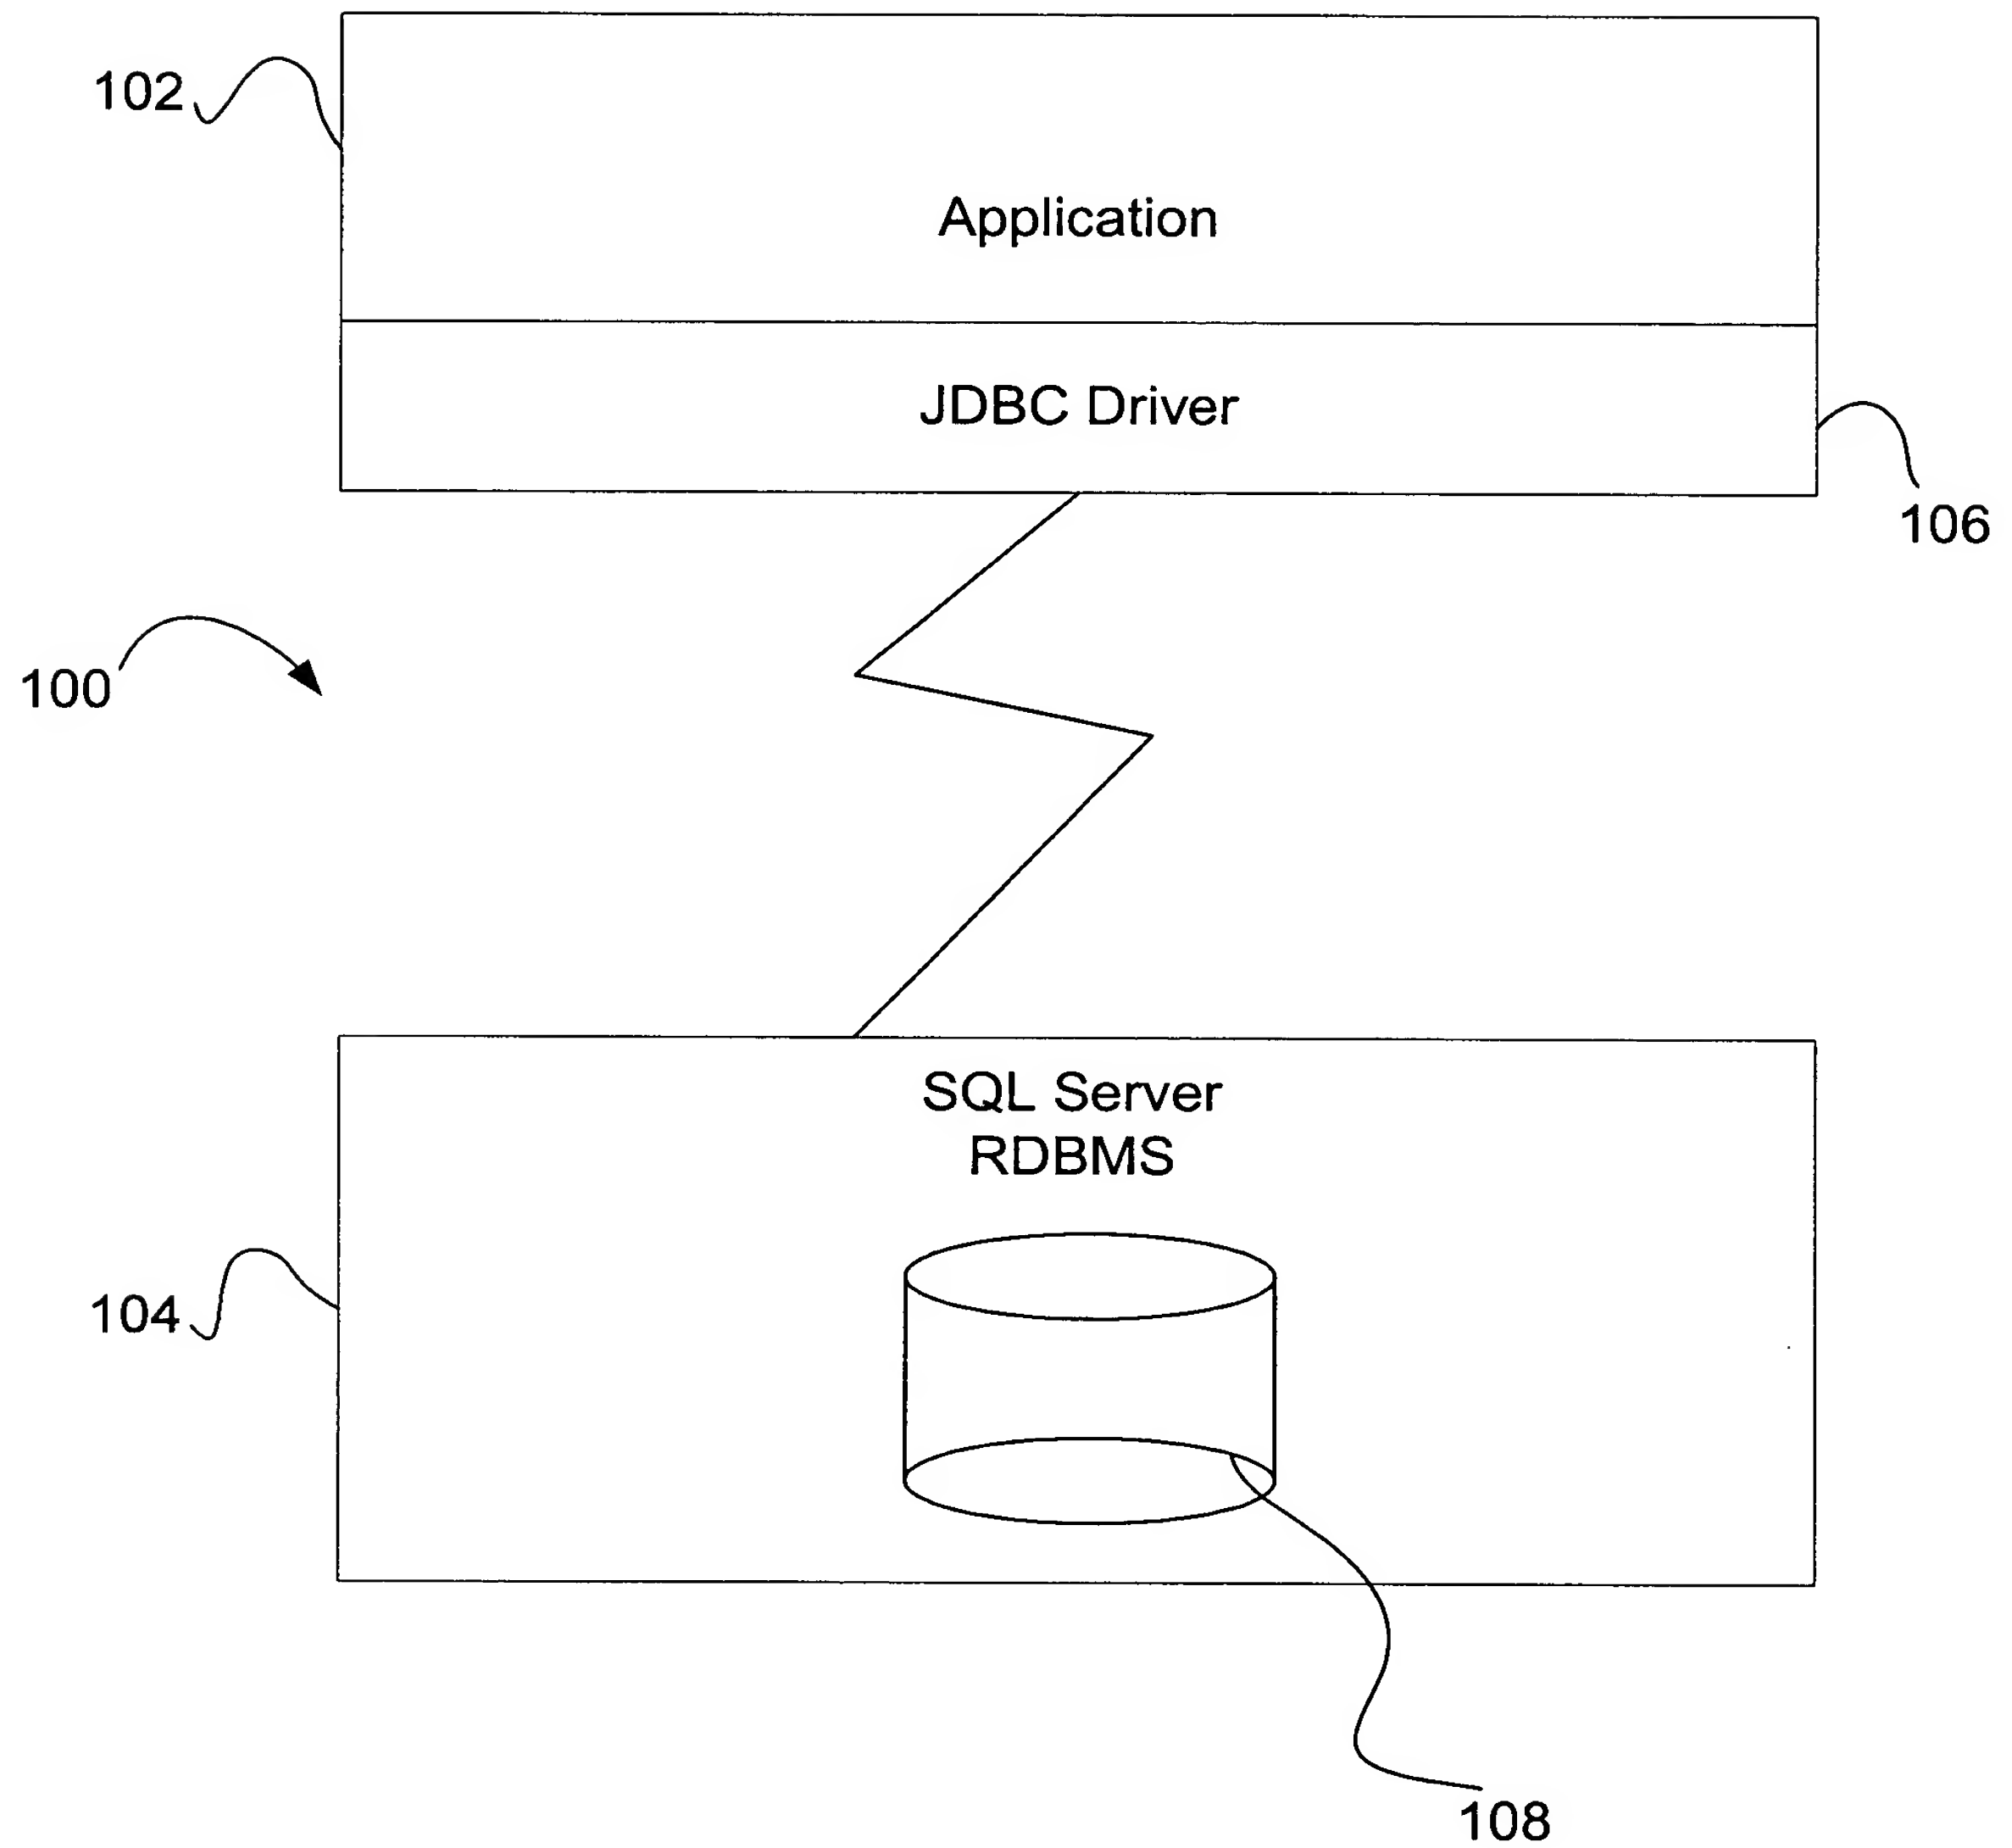 102
Application
JDBC Driver
106
100
SQL Server
RDBMS
104
108